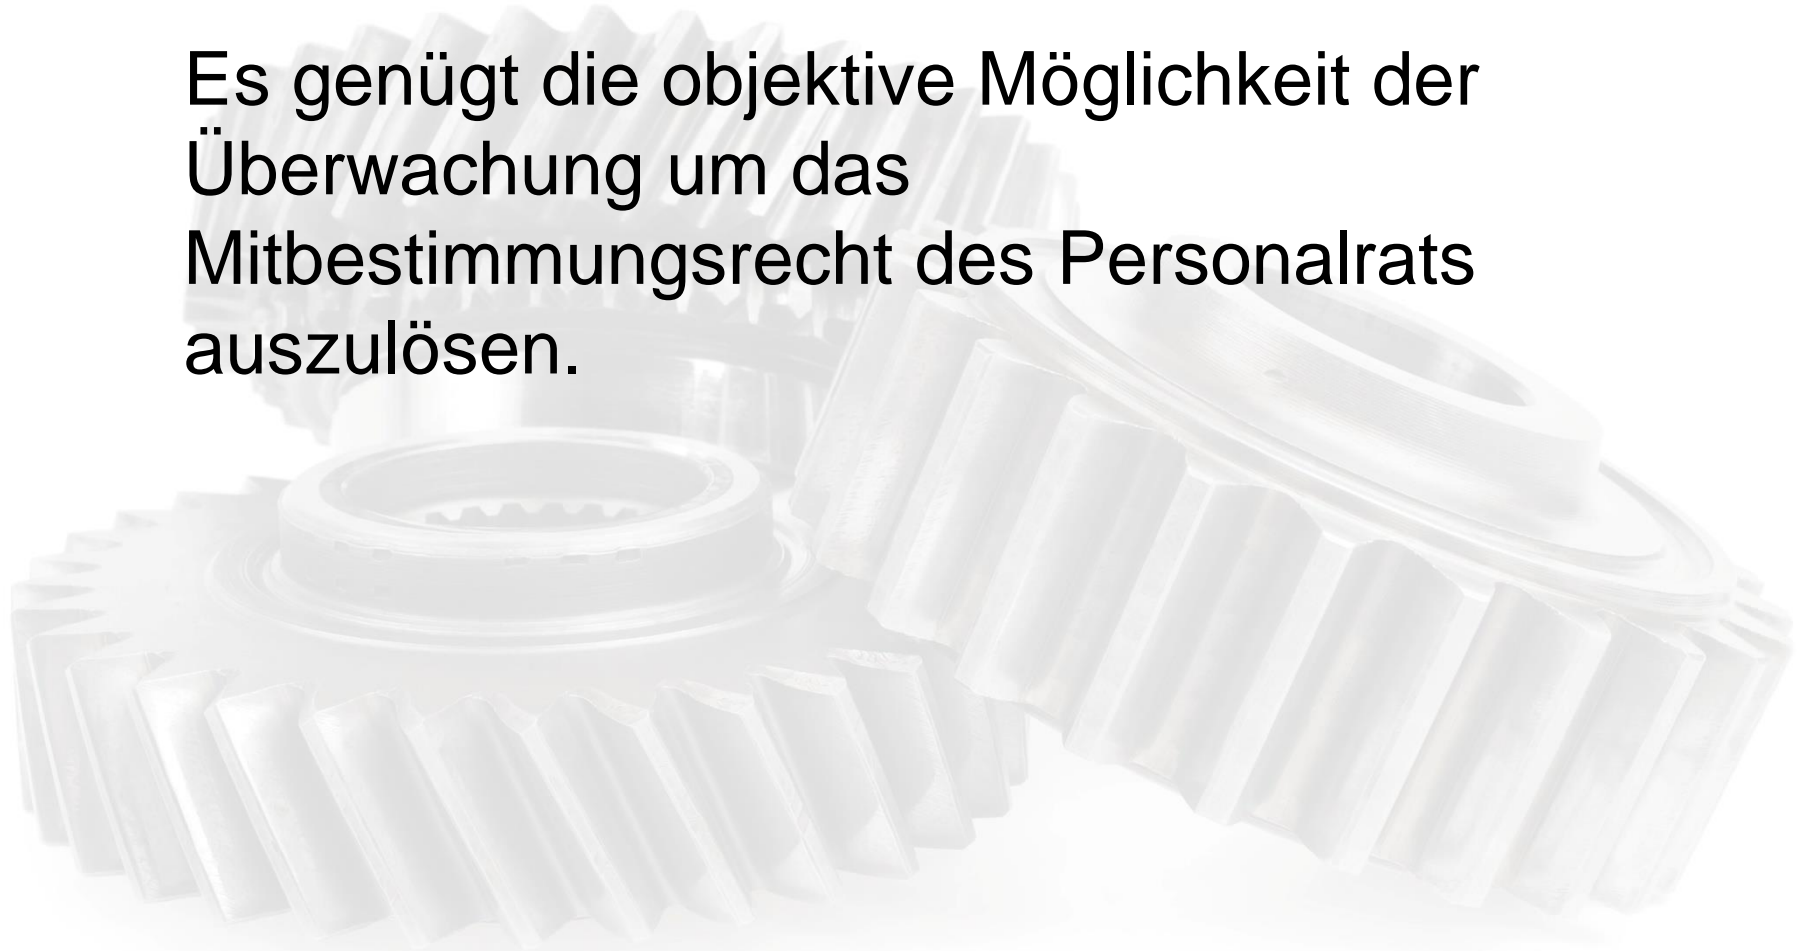 Es genügt die objektive Möglichkeit der
Überwachung um das
Mitbestimmungsrecht des Personalrats
auszulösen.